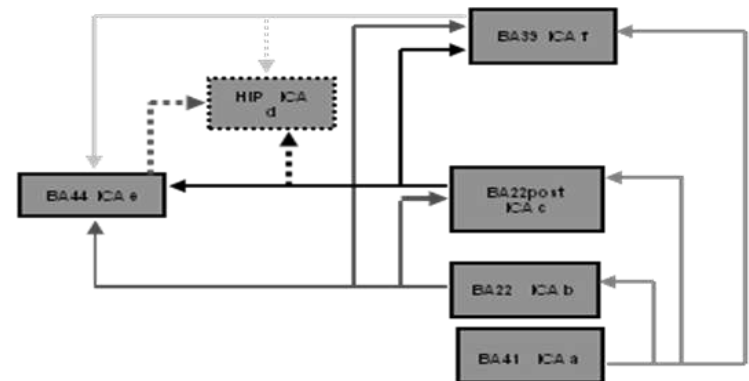 BA39 ICA f
HIP ICA
d
BA44 ICA e
BA22post
ICA c
BA22 ICA b
BA41 ICA a